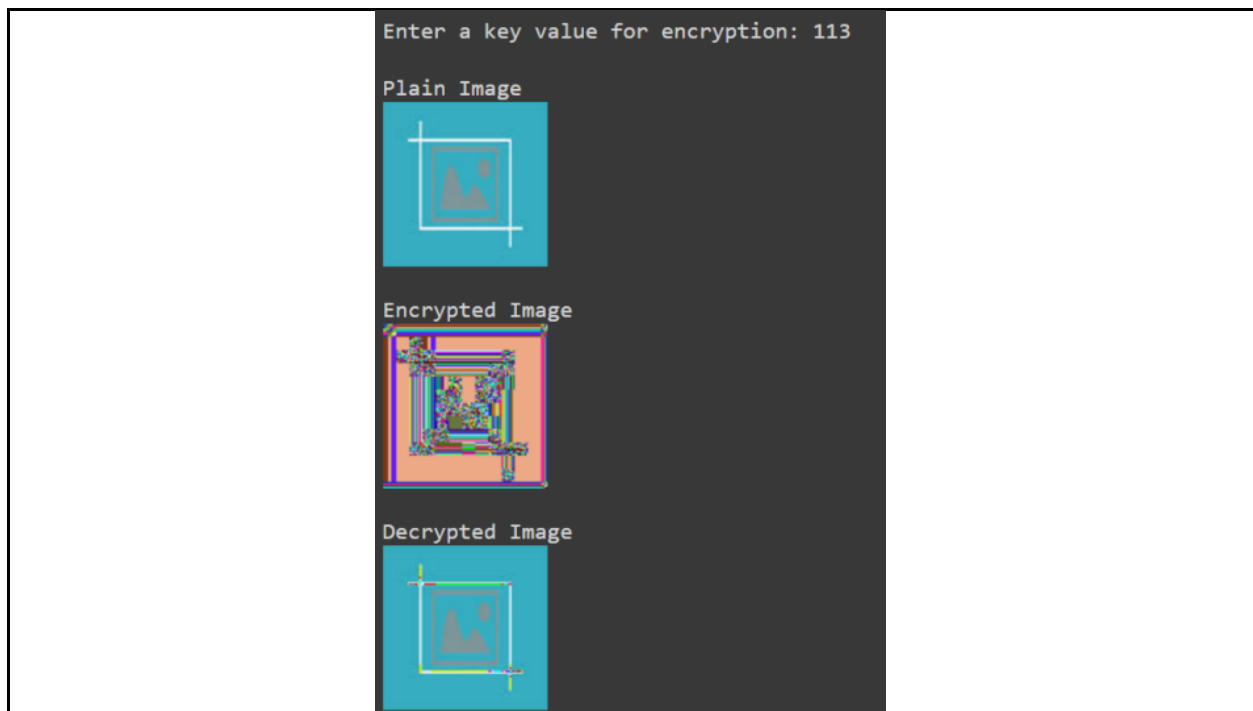 Enter a key value for encryption: 113
Plain Image
Encrypted Image
Decrypted Image